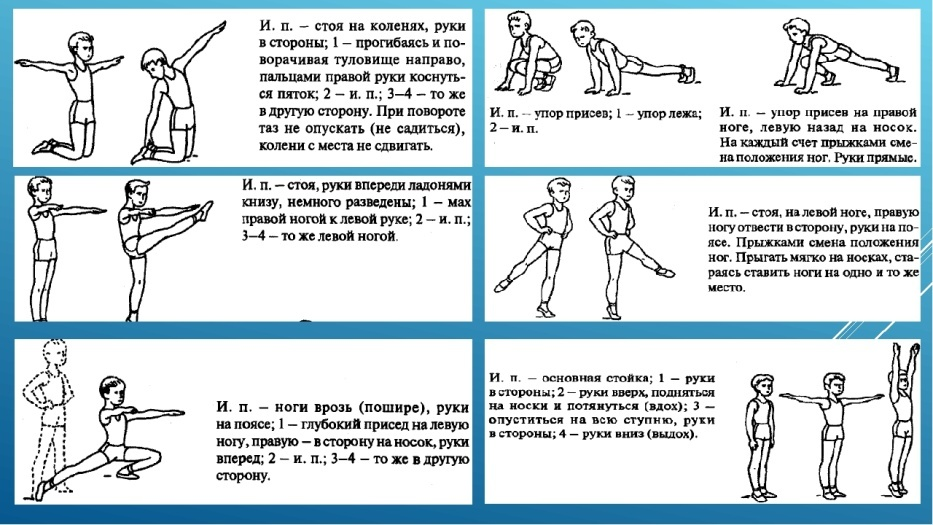 И. п. – стоя на коленях, руки
в стороны; 1 – прогибаясь и по-
ворачивая туловище направо,
пальцами правой руки коснуть-
ся пяток; 2 – и. п.; 3–4 – то же
в другую сторону. При повороте
таз не опускать (не садиться),
колени с места не сдвигать.
И. п. – упор присев; 1 – упор лежа;
2 – и. п.
И. п. – упор присев на правой
ноге, левую назад на носок.
На каждый счет прыжками сме-
на положения ног. Руки прямые.
И. п. – стоя, руки впереди ладонями
книзу, немного разведены; 1 – мах
правой ногой к левой руке; 2 – и. п.;
3–4 – то же левой ногой.
И. п. – стоя, на левой ноге, правую
ногу отвести в сторону, руки на по-
ясе. Прыжками смена положения
ног. Прыгать мягко на носках, ста-
раясь ставить ноги на одно и то же
место.
И. п. – ноги врозь (пошире), руки
на поясе; 1 – глубокий присед на левую
ногу, правую – в сторону на носок, руки
вперед; 2 – и. п.; 3–4 – то же в другую
сторону.
И. п. – основная стойка; 1 – руки
в стороны; 2 – руки вверх, подняться
на носки и потянуться (вдох); 3 –
опуститься на всю ступню, руки
в стороны; 4 – руки вниз (выдох).